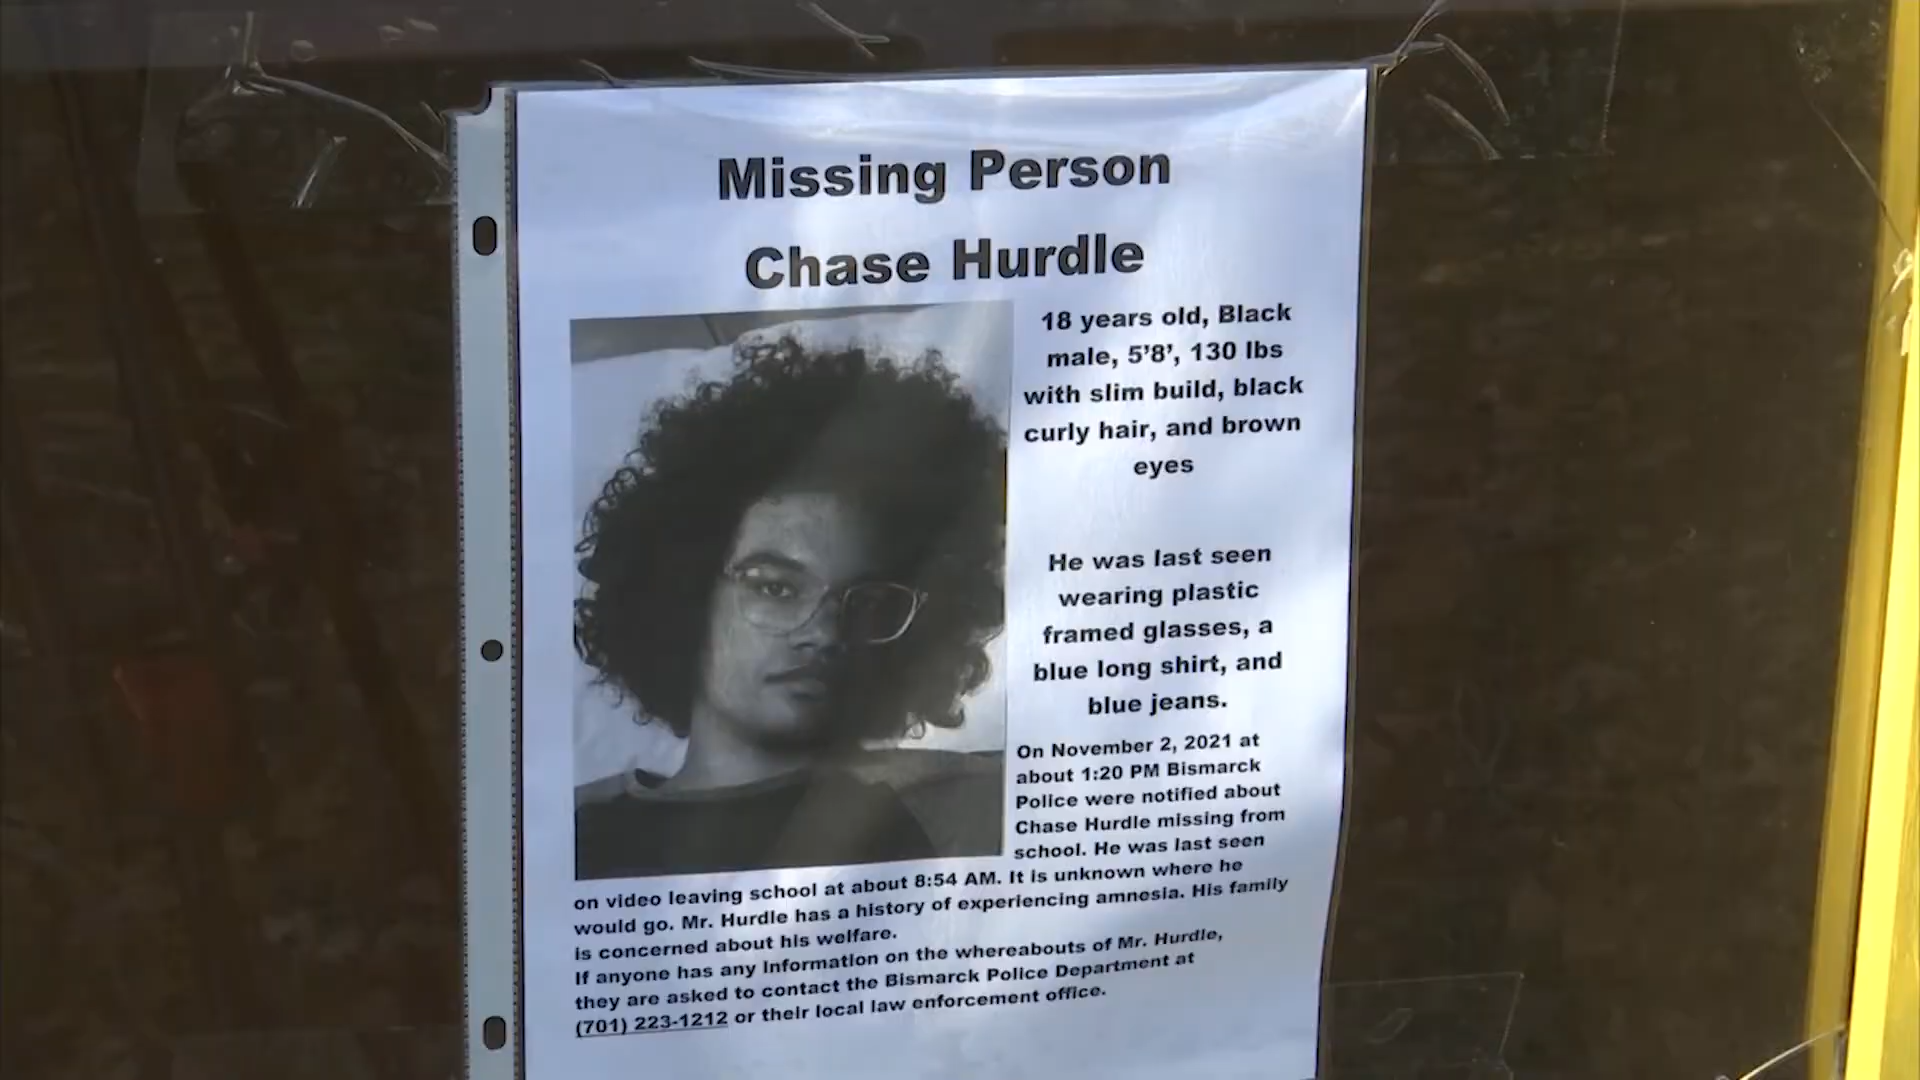 Missing Person
Chase Hurdle
18 years old, Black
male, 5'8', 130 lbs
with slim build, black
curly hair, and brown
eyes
He was last seen
wearing plastic
framed glasses, a
blue long shirt, and
blue jeans.
On November 2, 2021 at
about 1:20 PM Bismarck
Police were notified about
Chase Hurdle missing from
school. He was last seen
on video leaving school at about 8:54 AM. It is unknown where he
would go. Mr. Hurdle has a history of experiencing amnesia. His family
is concerned about his welfare.
If anyone has any information on the whereabouts of Mr. Hurdle,
they are asked to contact the Bismarck Police Department at
(701) 223-1212 or their local law enforcement office.